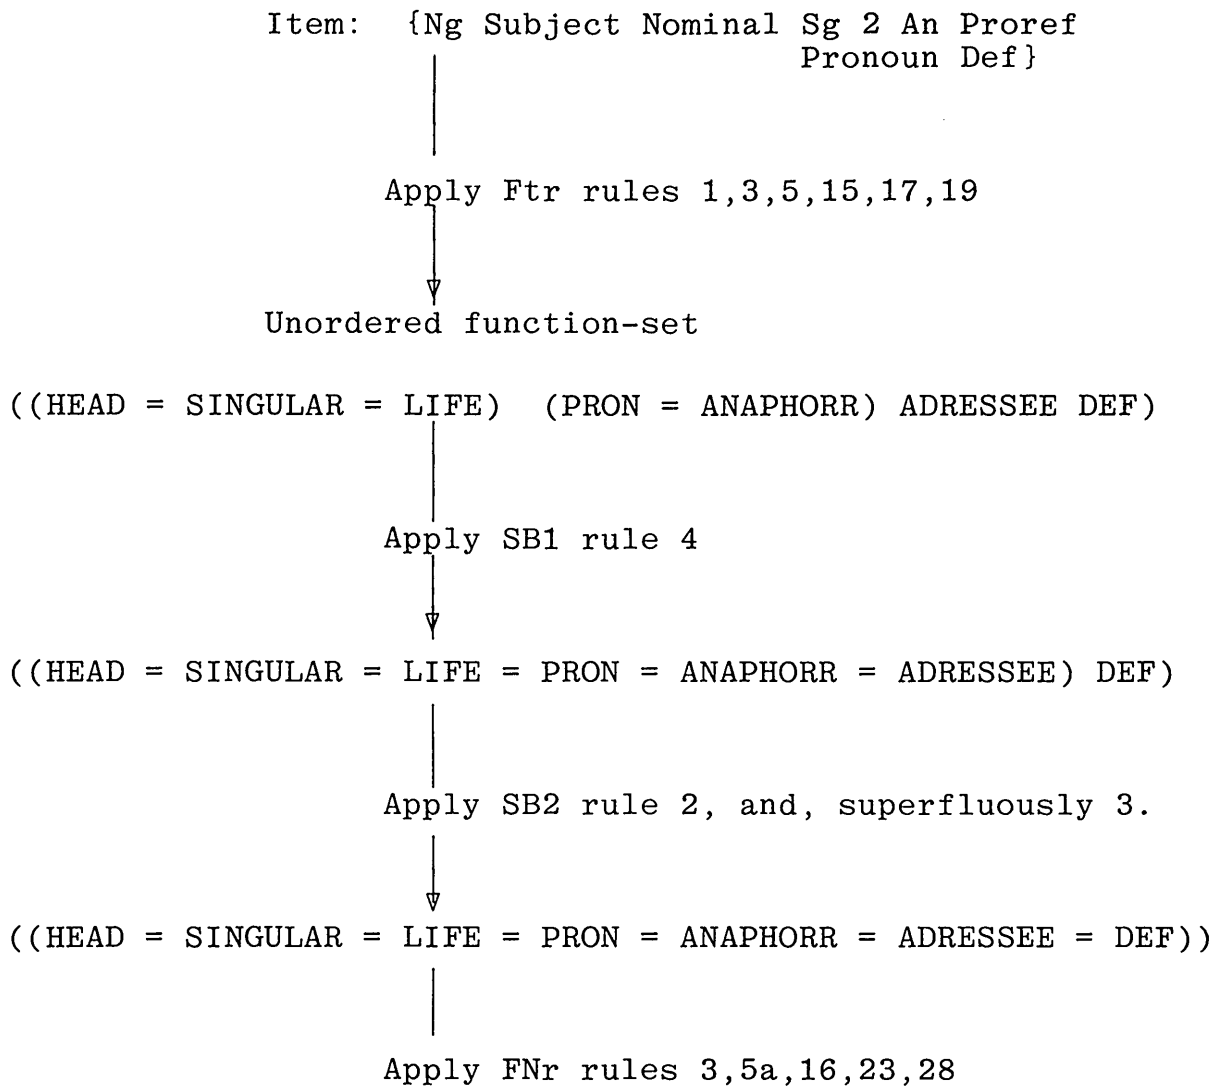 Item: {Ng Subject Nominal Sg 2 An Proref
Pronoun Def}
Apply Ftr rules 1,3,5,15,17,19
Unordered function-set
((HEAD = SINGULAR = LIFE) (PRON = ANAPHORR) ADRESSEE DEF)
Apply SB1 rule 4
((HEAD = SINGULAR = LIFE = PRON = ANAPHORR = ADRESSEE) DEF)
Apply SB2 rule 2, and, superfluously 3.
((HEAD = SINGULAR = LIFE = PRON = ANAPHORR = ADRESSEE = DEF))
Apply FNr rules 3,5a,16,23,28